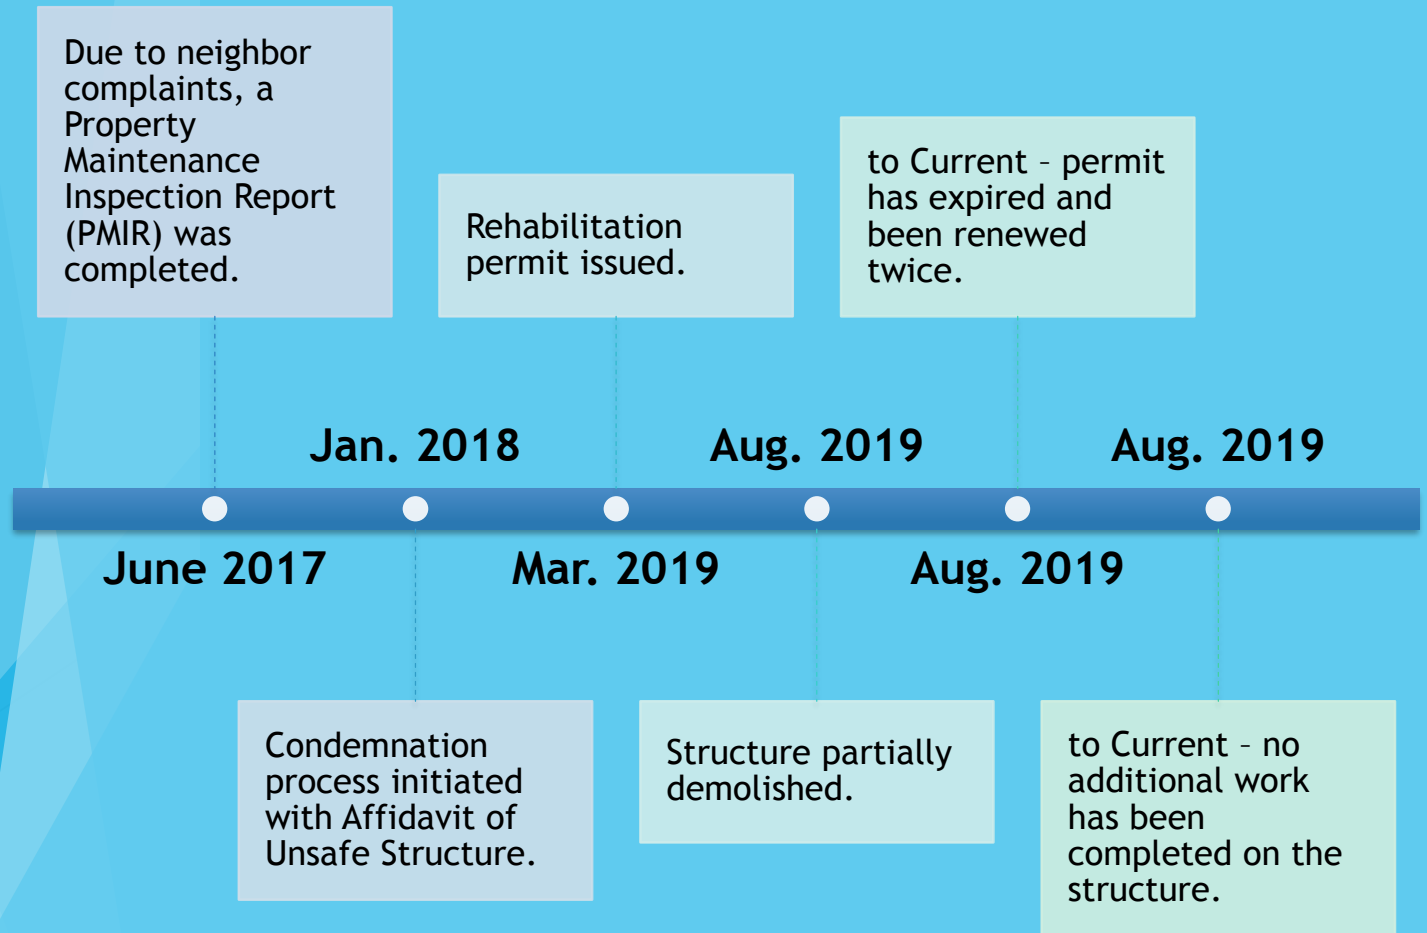 Due to neighbor
complaints, a
Property
Maintenance
Inspection Report
(PMIR) was
completed.
June 2017
Jan. 2018
Condemnation
process initiated
with Affidavit of
Unsafe Structure.
Rehabilitation
permit issued.
Mar. 2019
Aug. 2019
Structure partially
demolished.
to Current – permit
has expired and
been renewed
twice.
Aug. 2019
Aug. 2019
to Current – no
additional work
has been
completed on the
structure.